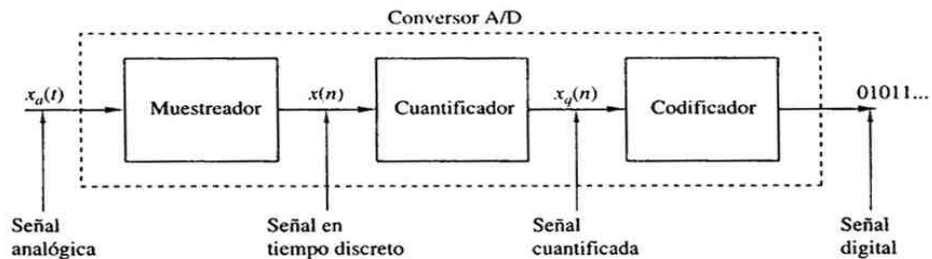 Conversor A/D
xa(t)
Muestreador
x(n)
Cuantificador
xq(n)
Codificador
01011...
Señal
analógica
Señal en
tiempo discreto
Señal
cuantificada
Señal
digital